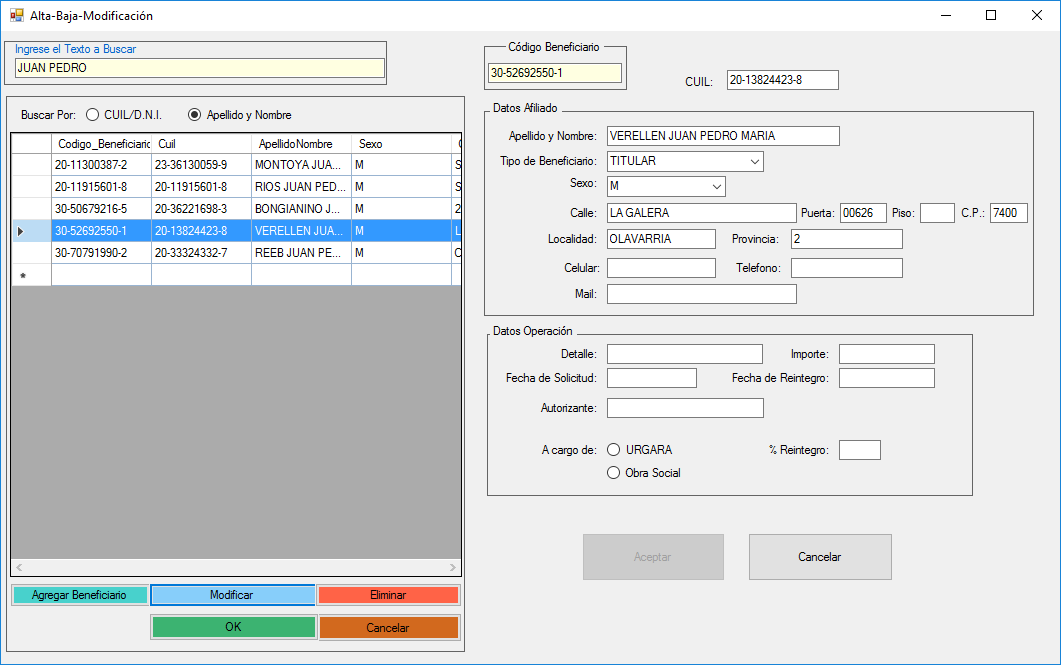 Alta-Baja-Modificación
Ingrese el Texto a Buscar
JUAN PEDRO
Buscar Por: CUIL/D.N.I. Apellido y Nombre
Codigo_Beneficiario Cuil ApellidoNombre Sexo
20-11300387-2 23-36130059-9 MONTOYA JUA... M S
20-11915601-8 20-11915601-8 RIOS JUAN PED... M S
30-50679216-5 20-36221698-3 BONGIANINO J... M 2
30-52692550-1 20-13824423-8 VERELLEN JUA... M L
30-70791990-2 20-33324332-7 REEB JUAN PE... M
*
Agregar Beneficiario Modificar Eliminar
OK Cancelar
Código Beneficiario
30-52692550-1
CUIL: 20-13824423-8
Datos Afiliado
Apellido y Nombre: VERELLEN JUAN PEDRO MARIA
Tipo de Beneficiario: TITULAR
Sexo: M
Calle: LA GALERA Puerta: 00626 Piso: C.P.: 7400
Localidad: OLAVARRIA Provincia: 2
Celular: Telefono:
Mail:
Datos Operación
Detalle: Importe:
Fecha de Solicitud: Fecha de Reintegro:
Autorizante:
A cargo de: URGARA % Reintegro:
Obra Social
Aceptar Cancelar